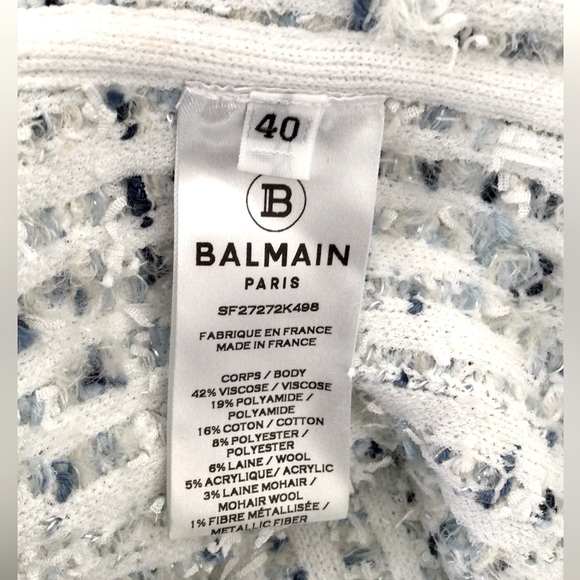 40
B
BALMAIN
PARIS
SF27272K498
FABRIQUE EN FRANCE
MADE IN FRANCE
CORPS / BODY
42% VISCOSE / VISCOSE
19% POLYAMIDE /
POLYAMIDE
16% COTON / COTTON
8% POLYESTER /
POLYESTER
6% LAINE / WOOL
5% ACRYLIQUE / ACRYLIC
3% LAINE MOHAIR /
MOHAIR WOOL
1% FIBRE MÉTALLISÉE /
METALLIC FIBER